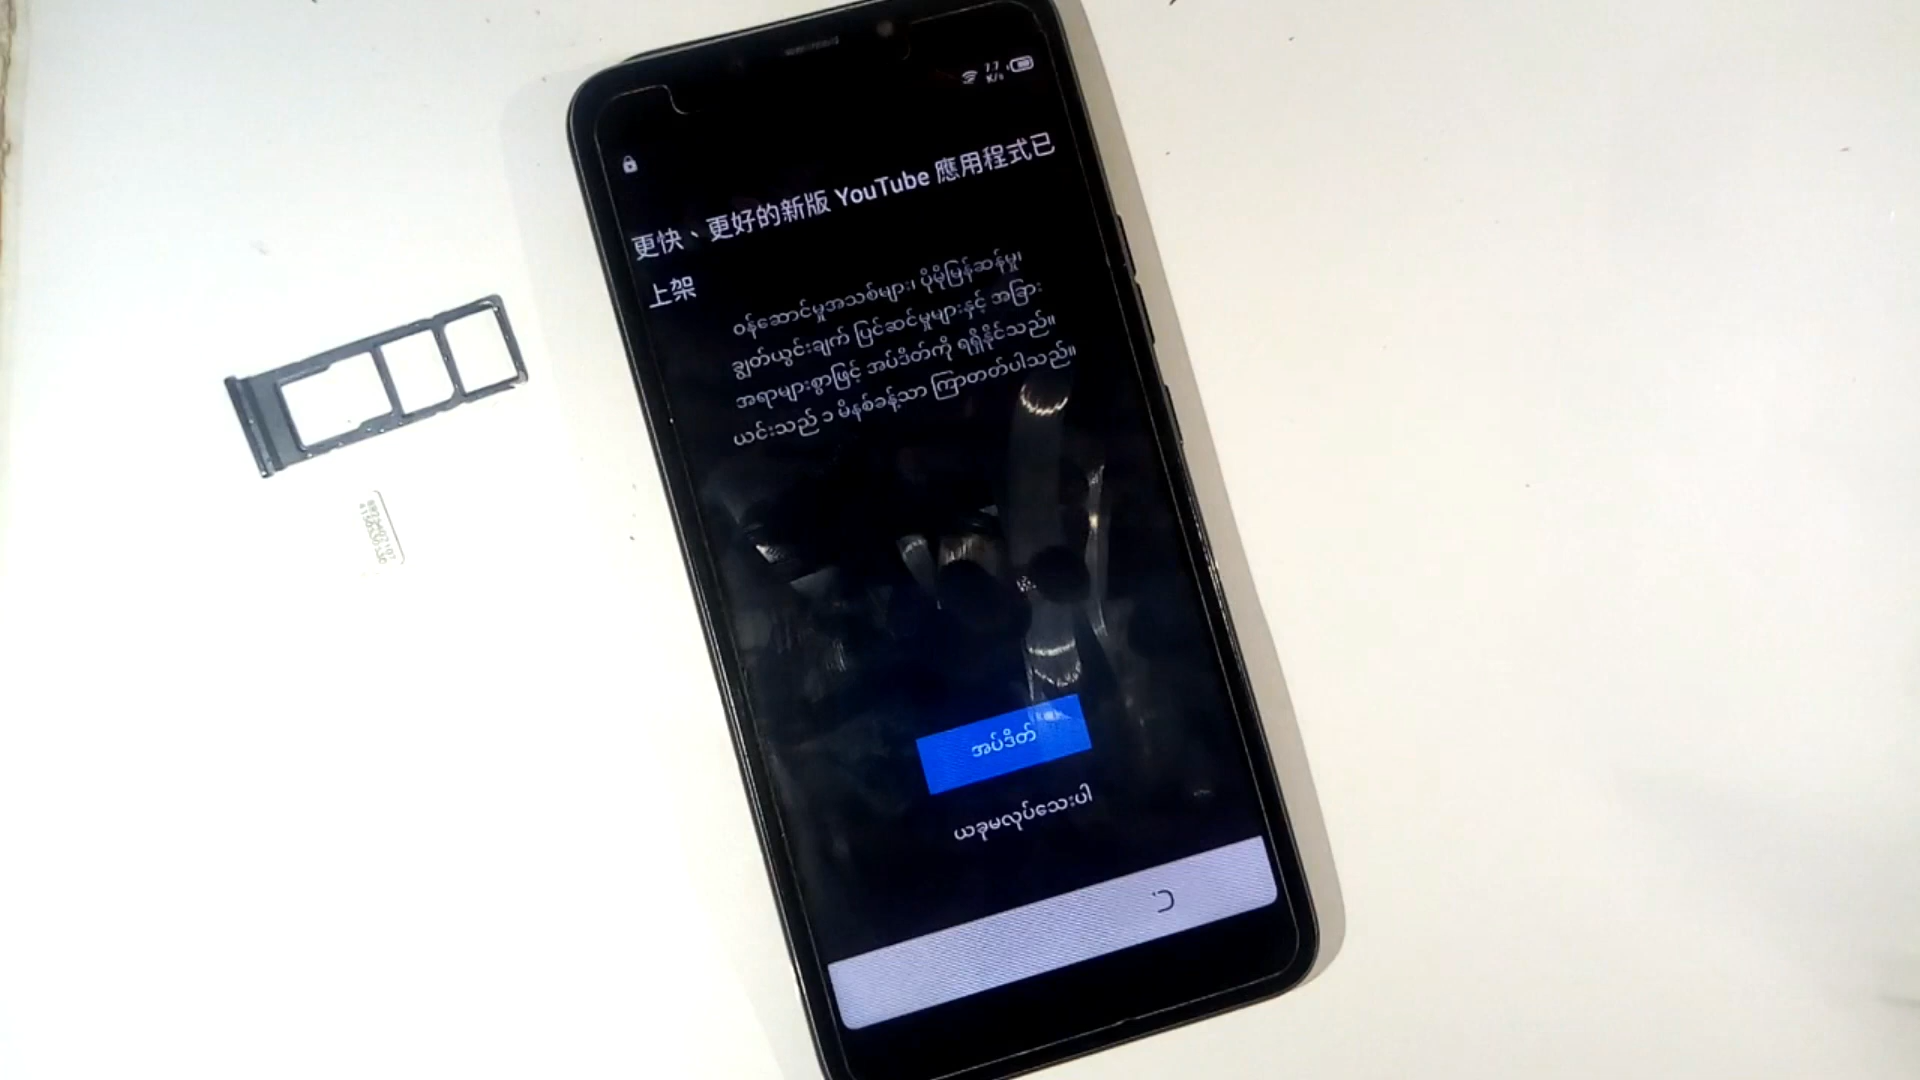 7.7
K/s
更快、更好的新版 YouTube 應用程式已
上架
ဝန်ဆောင်မှုအသစ်များ၊ ပိုမိုမြန်ဆန်မှု၊
ချွတ်ယွင်းချက် ပြင်ဆင်မှုများနှင့် အခြား
အရာများစွာဖြင့် အပ်ဒိတ်ကို ရရှိနိုင်သည်။
ယင်းသည် ၁ မိနစ်ခန့်သာ ကြာတတ်ပါသည်။
အပ်ဒိတ်
ယခုမလုပ်သေးပါ